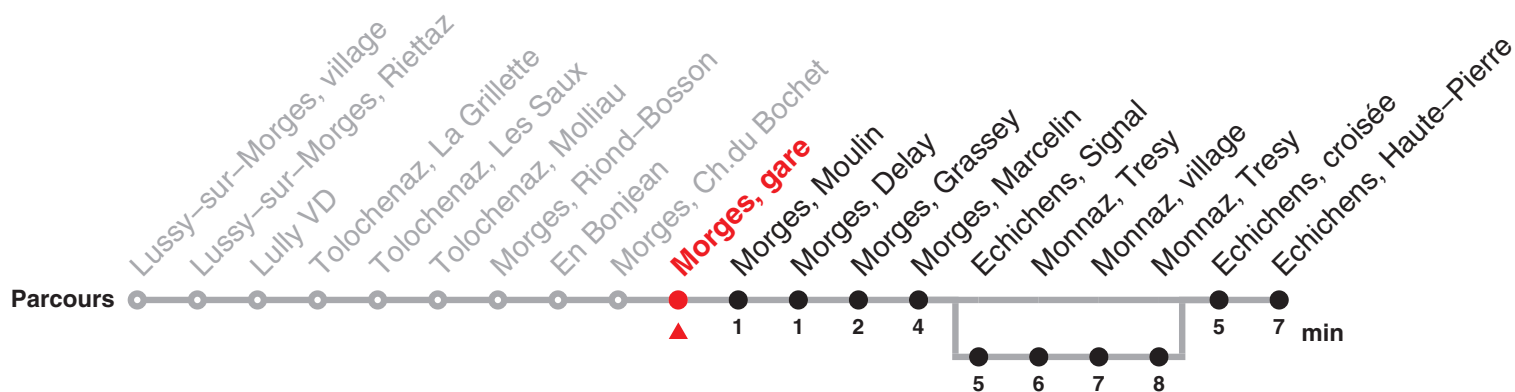 Lussy–sur–Morges, village
Lussy–sur–Morges, Riettaz
Lully VD
Tolochenaz, La Grillette
Tolochenaz, Les Saux
Tolochenaz, Molliau
Morges, Riond–Bosson
En Bonjean
Morges, Ch.du Bochet
Morges, gare
Morges, Moulin
Morges, Delay
Morges, Grassey
Morges, Marcelin
Echichens, Signal
Monnaz, Tresy
Monnaz, village
Monnaz, Tresy
Echichens, croisée
Echichens, Haute–Pierre
Parcours
1 1 2 4 5 7 min
5 6 7 8